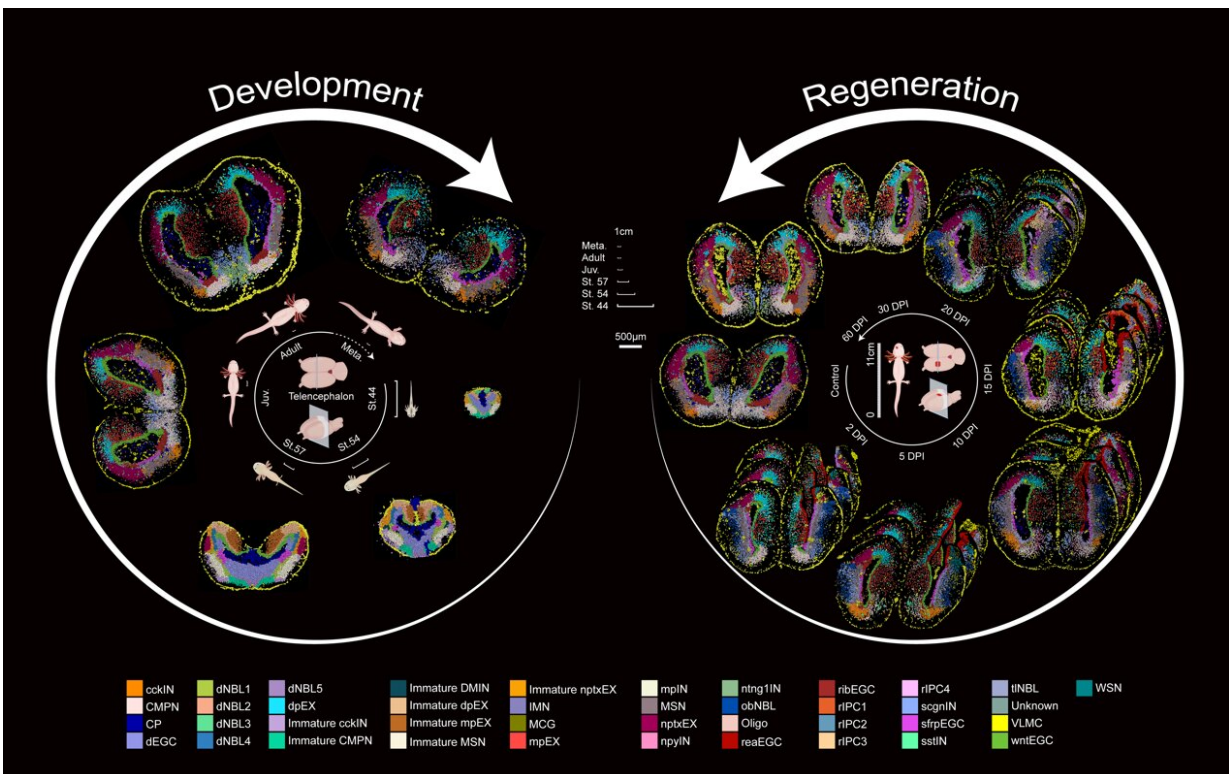 Development
Regeneration
1cm
Meta.
Adult
Juv.
St. 57
St. 54
St. 44
500μm
Adult
Meta.
Juv.
Telencephalon
St.44
St.57
St.54
60 DPI
30 DPI
20 DPI
Control
11cm
0
15 DPI
2 DPI
5 DPI
10 DPI
cckIN
CMPN
CP
dEGC
dNBL1
dNBL2
dNBL3
dNBL4
dNBL5
dpEX
Immature cckIN
Immature CMPN
Immature DMIN
Immature dpEX
Immature mpEX
Immature MSN
Immature nptxEX
IMN
MCG
mpEX
mpIN
MSN
nptxEX
npyIN
ntng1IN
obNBL
Oligo
reaEGC
ribEGC
rIPC1
rIPC2
rIPC3
rIPC4
scgnIN
sfrpEGC
sstIN
tlNBL
Unknown
VLMC
wntEGC
WSN